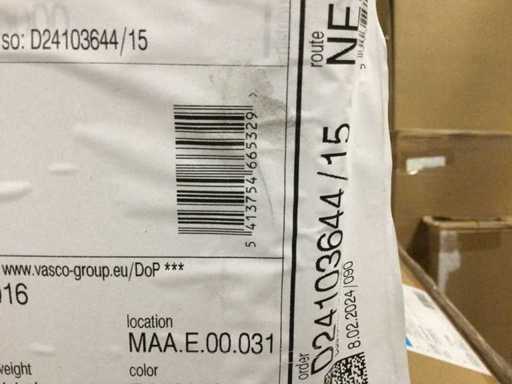 so: D24103644/15
5 413754 665329 >
www.vasco-group.eu/DoP ***
016
location
MAA.E.00.031
weight
color
route
NE
order
D24103644/15
8.02.2024/090